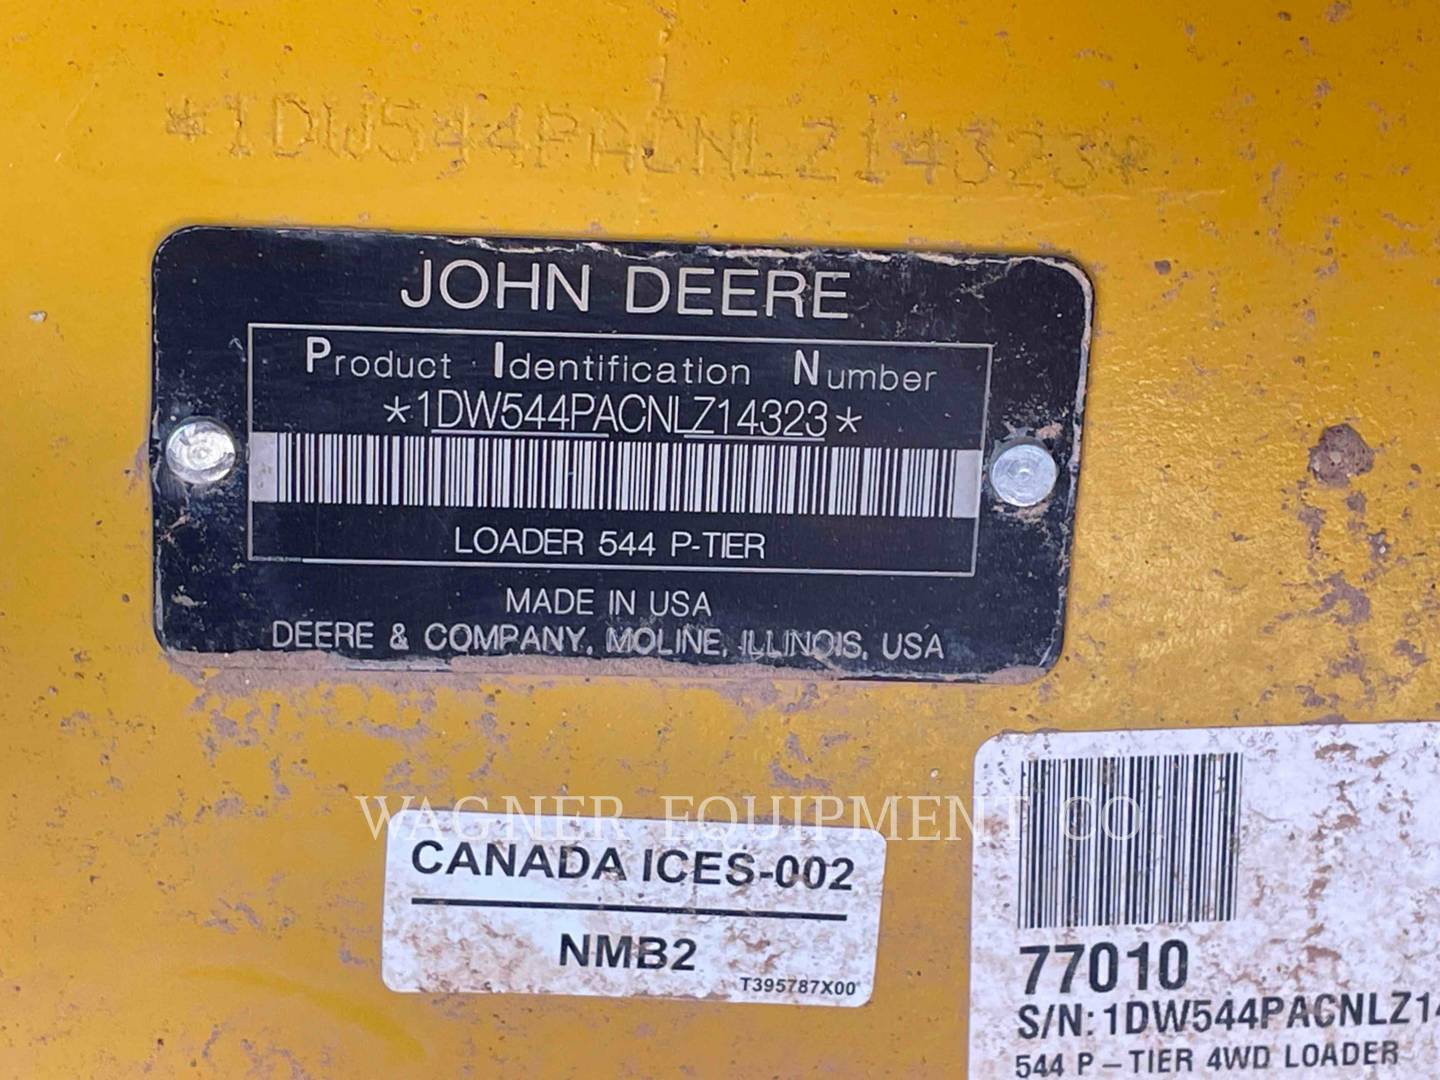 *1DW544PACNLZ14323*
JOHN DEERE
Product Identification Number
*1DW544PACNLZ14323*
LOADER 544 P-TIER
MADE IN USA
DEERE & COMPANY, MOLINE, ILLINOIS, USA
WAGNER EQUIPMENT CO
CANADA ICES-002
NMB2
T395787X00
77010
S/N: 1DW544PACNLZ14
544 P – TIER 4WD LOADER